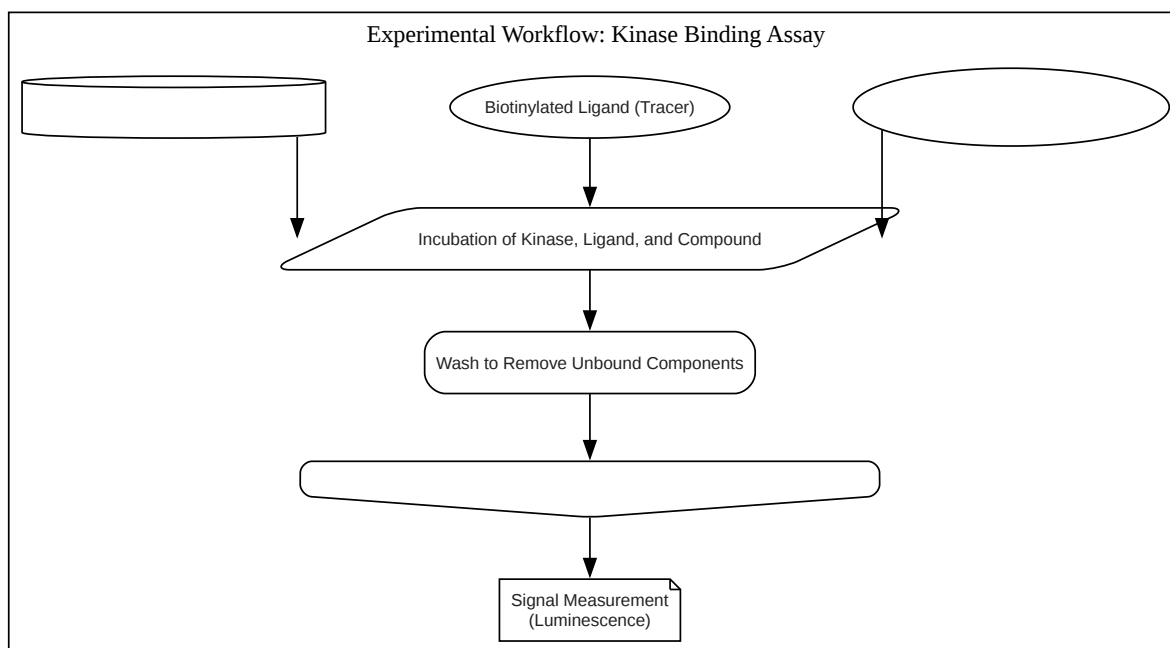 Experimental Workflow: Kinase Binding Assay
Biotinylated Ligand (Tracer)
Incubation of Kinase, Ligand, and Compound
Wash to Remove Unbound Components
Signal Measurement
(Luminescence)